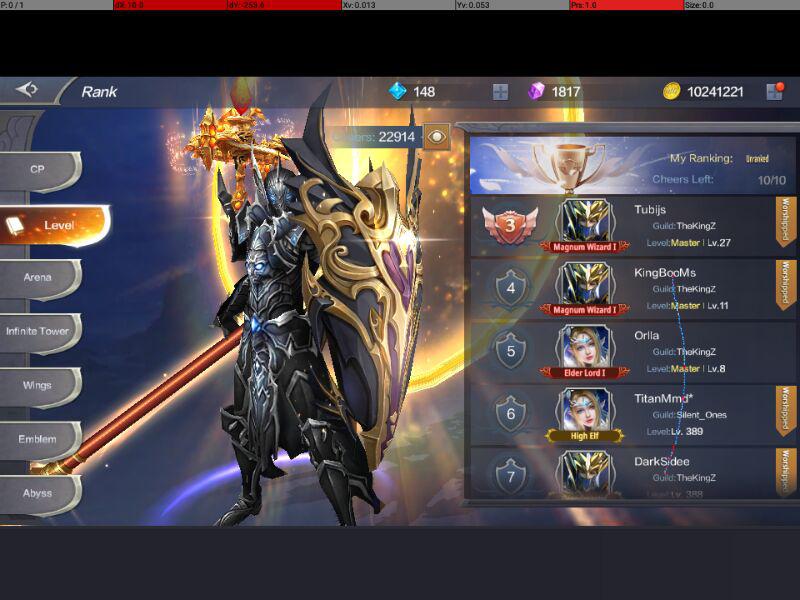 P: 0 / 1 dX: 10.0 dY: -253.6 Xv: 0.013 Yv: 0.053 Prs: 1.0 Size: 0.0
Rank 148 1817 10241221
22914
CP
Level
Arena
Infinite Tower
Wings
Emblem
Abyss
My Ranking: Unranked
Cheers Left: 10/10
3 Magnum Wizard I Tubijs
Guild:TheKingZ
Level:Master | Lv.27
Worshipped
4 Magnum Wizard I KingBooMs
Guild:TheKingZ
Level:Master | Lv.11
Worshipped
5 Elder Lord I Orlla
Guild:TheKingZ
Level:Master | Lv.8
6 High Elf TitanMmd*
Guild:Silent_Ones
Level:Lv. 389
Worshipped
7 DarkSidee
Guild:TheKingZ
Level:Lv. 388
Worshipped